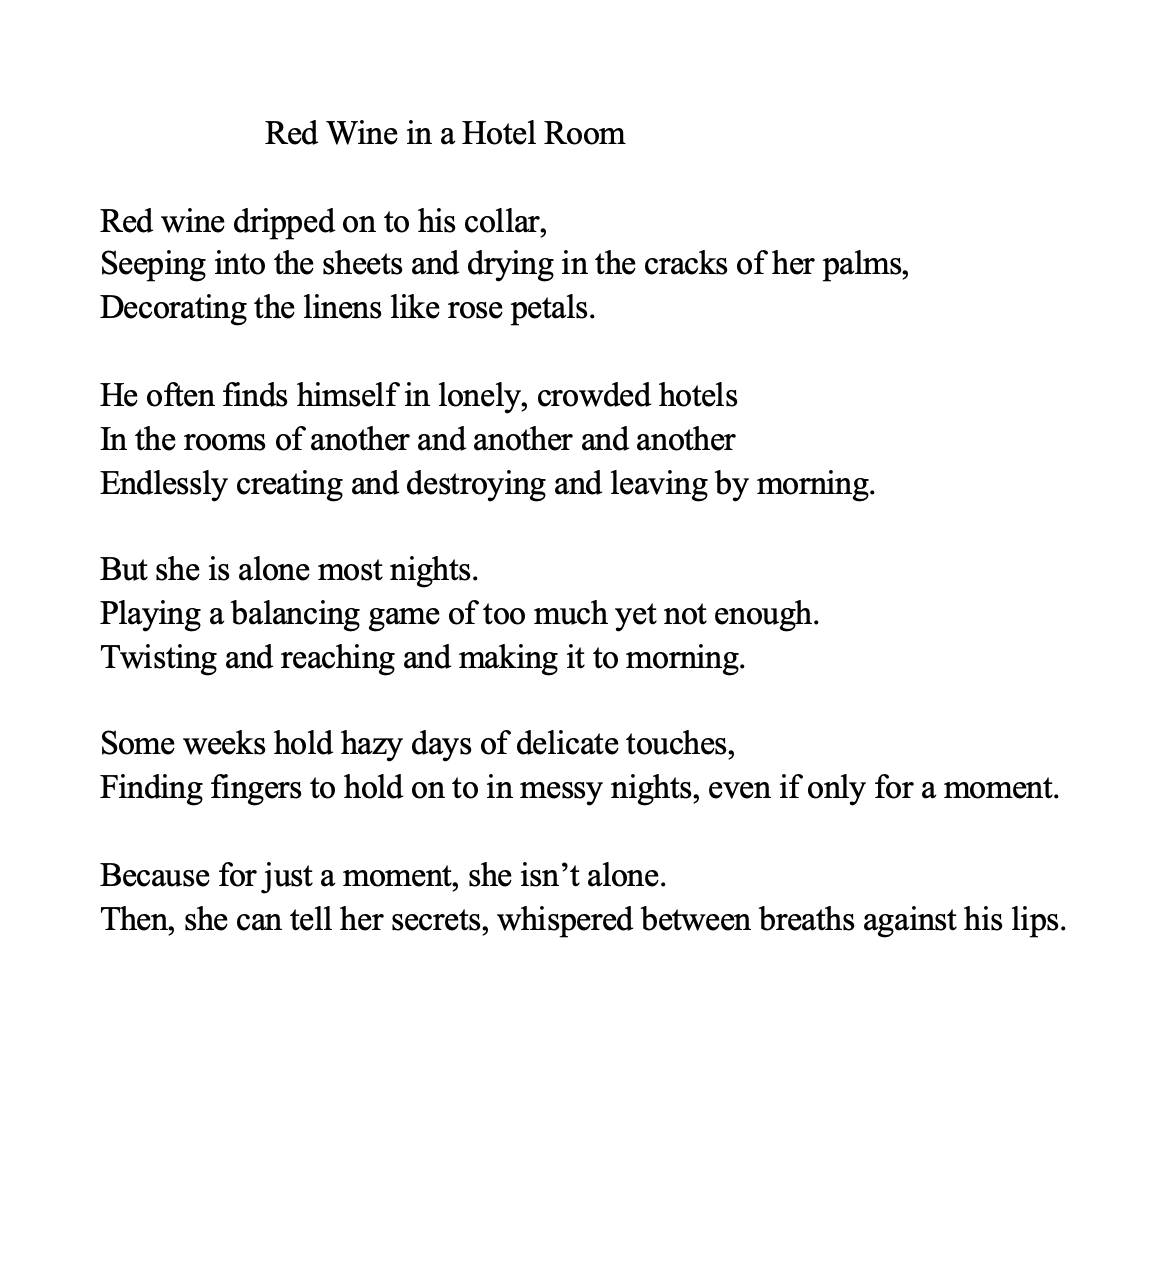 Red Wine in a Hotel Room
Red wine dripped on to his collar,
Seeping into the sheets and drying in the cracks of her palms,
Decorating the linens like rose petals.
He often finds himself in lonely, crowded hotels
In the rooms of another and another and another
Endlessly creating and destroying and leaving by morning.
But she is alone most nights.
Playing a balancing game of too much yet not enough.
Twisting and reaching and making it to morning.
Some weeks hold hazy days of delicate touches,
Finding fingers to hold on to in messy nights, even if only for a moment.
Because for just a moment, she isn’t alone.
Then, she can tell her secrets, whispered between breaths against his lips.